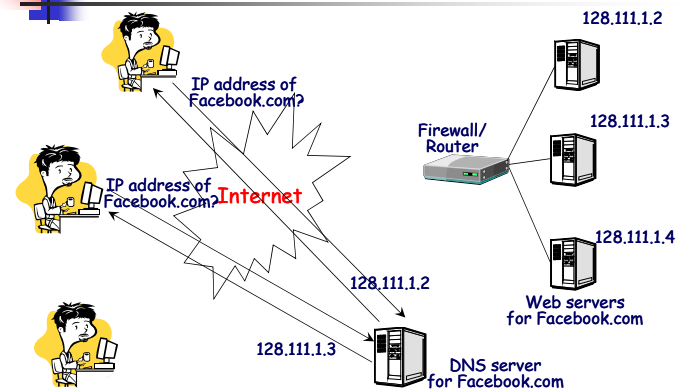 128.111.1.2
IP address of
Facebook.com?
128.111.1.3
Firewall/
Router
IP address of
Facebook.com?
Internet
128.111.1.4
128.111.1.2
Web servers
for Facebook.com
128.111.1.3
DNS server
for Facebook.com